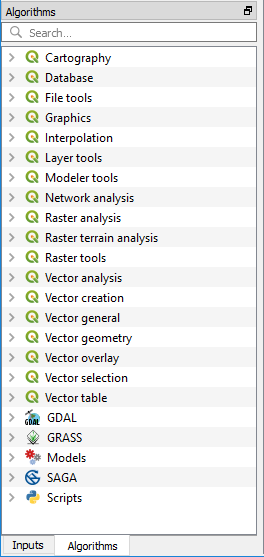 Algorithms
Search...
Cartography
Database
File tools
Graphics
Interpolation
Layer tools
Modeler tools
Network analysis
Raster analysis
Raster terrain analysis
Raster tools
Vector analysis
Vector creation
Vector general
Vector geometry
Vector overlay
Vector selection
Vector table
GDAL GDAL
GRASS
Models
SAGA
Scripts
Inputs Algorithms